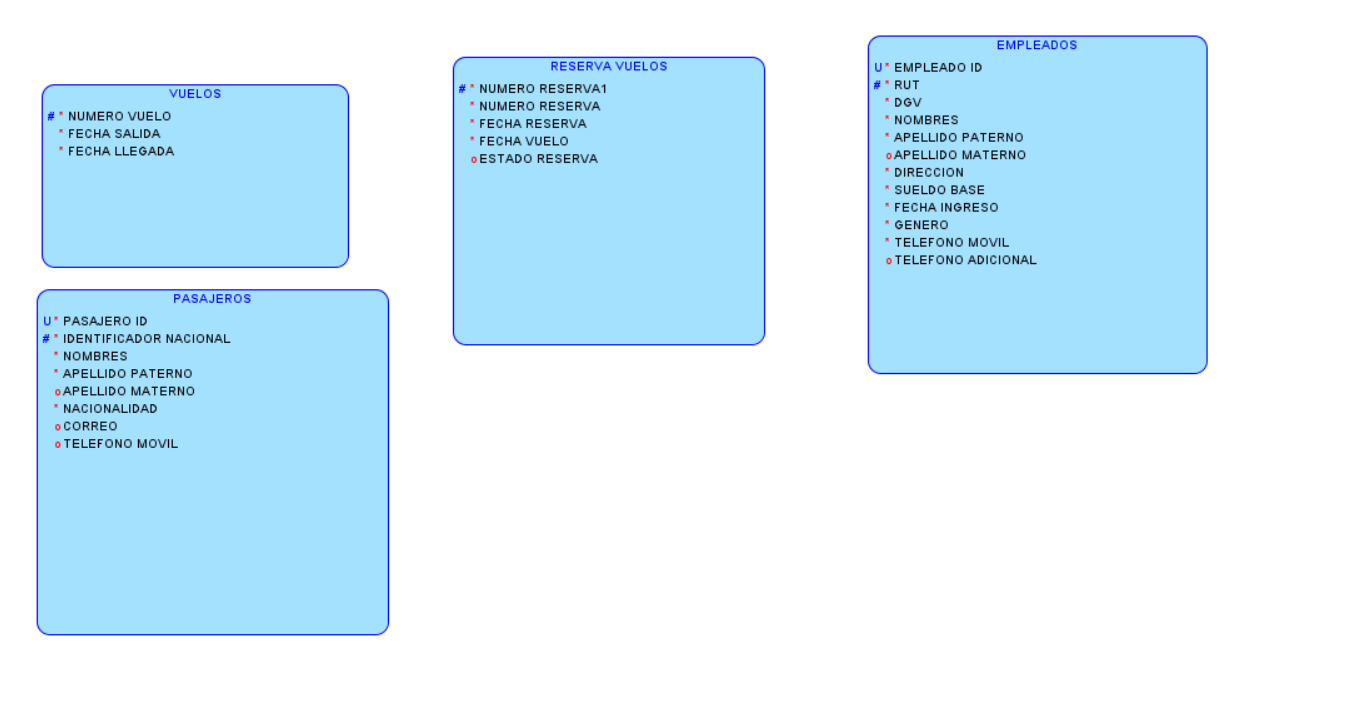 VUELOS
# * NUMERO VUELO
* FECHA SALIDA
* FECHA LLEGADA
PASAJEROS
U * PASAJERO ID
# * IDENTIFICADOR NACIONAL
* NOMBRES
* APELLIDO PATERNO
o APELLIDO MATERNO
* NACIONALIDAD
o CORREO
o TELEFONO MOVIL
RESERVA VUELOS
# * NUMERO RESERVA1
* NUMERO RESERVA
* FECHA RESERVA
* FECHA VUELO
o ESTADO RESERVA
EMPLEADOS
U * EMPLEADO ID
# * RUT
* DGV
* NOMBRES
* APELLIDO PATERNO
o APELLIDO MATERNO
* DIRECCION
* SUELDO BASE
* FECHA INGRESO
* GENERO
* TELEFONO MOVIL
o TELEFONO ADICIONAL